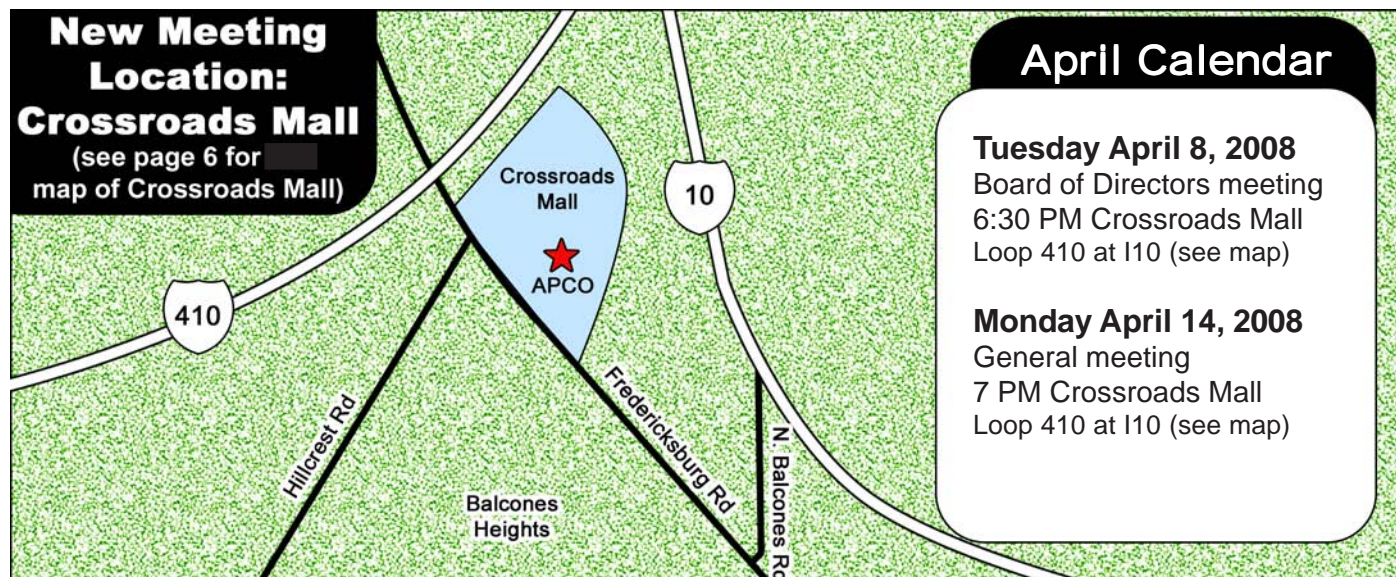 New Meeting
Location:
Crossroads Mall
(see page 6 for
map of Crossroads Mall)
Crossroads
Mall
APCO
10
410
Hillcrest Rd
Fredericksburg Rd
N. Balcones Rd
Balcones
Heights
April Calendar
Tuesday April 8, 2008
Board of Directors meeting
6:30 PM Crossroads Mall
Loop 410 at I10 (see map)
Monday April 14, 2008
General meeting
7 PM Crossroads Mall
Loop 410 at I10 (see map)